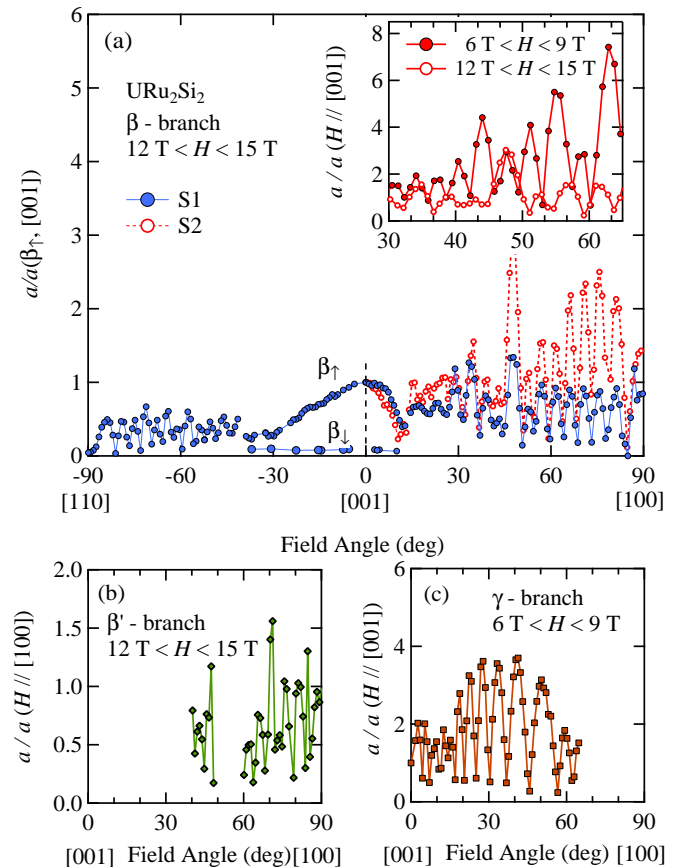 (a)
URu₂Si₂
β - branch
12 T < H < 15 T
S1
S2
a/a(β↑, [001])
6
5
4
3
2
1
0
β↑
β↓
-90
-60
-30
0
30
60
90
[110]
[001]
[100]
Field Angle (deg)
6 T < H < 9 T
12 T < H < 15 T
a / a (H // [001])
8
6
4
2
0
30
40
50
60
(b)
β' - branch
12 T < H < 15 T
a / a (H // [100])
2.0
1.5
1.0
0.5
0.0
0
30
60
90
[001]
Field Angle (deg)
[100]
(c)
γ - branch
6 T < H < 9 T
a / a (H // [001])
6
4
2
0
0
30
60
90
[001]
Field Angle (deg)
[100]